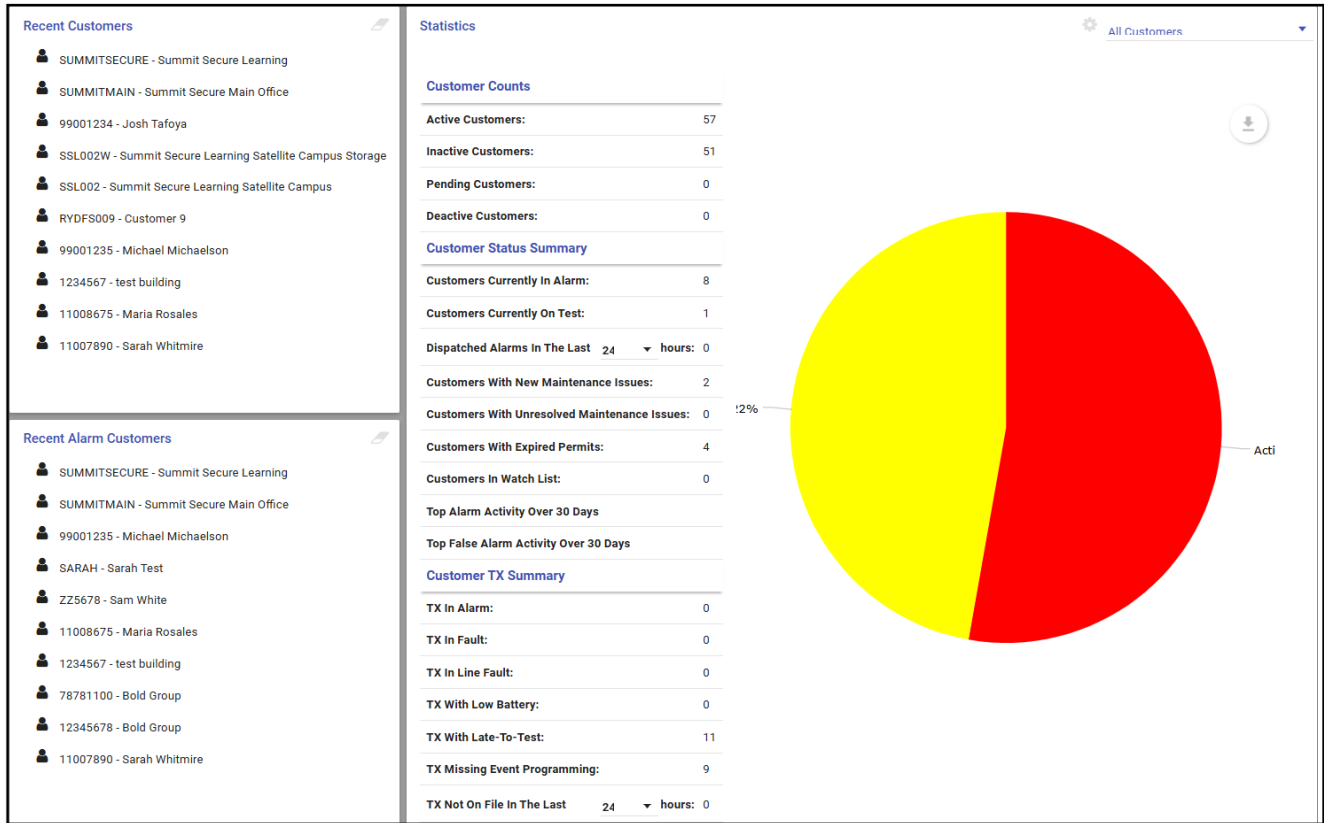 Recent Customers
SUMMITSECURE - Summit Secure Learning
SUMMITMAIN - Summit Secure Main Office
99001234 - Josh Tafoya
SSL002W - Summit Secure Learning Satellite Campus Storage
SSL002 - Summit Secure Learning Satellite Campus
RYDFS009 - Customer 9
99001235 - Michael Michaelson
1234567 - test building
11008675 - Maria Rosales
11007890 - Sarah Whitmire
Recent Alarm Customers
SUMMITSECURE - Summit Secure Learning
SUMMITMAIN - Summit Secure Main Office
99001235 - Michael Michaelson
SARAH - Sarah Test
ZZ5678 - Sam White
11008675 - Maria Rosales
1234567 - test building
78781100 - Bold Group
12345678 - Bold Group
11007890 - Sarah Whitmire
Statistics
All Customers
Customer Counts
Active Customers: 57
Inactive Customers: 51
Pending Customers: 0
Deactive Customers: 0
Customer Status Summary
Customers Currently In Alarm: 8
Customers Currently On Test: 1
Dispatched Alarms In The Last 24 hours: 0
Customers With New Maintenance Issues: 2
Customers With Unresolved Maintenance Issues: 0
Customers With Expired Permits: 4
Customers In Watch List: 0
Top Alarm Activity Over 30 Days
Top False Alarm Activity Over 30 Days
Customer TX Summary
TX In Alarm: 0
TX In Fault: 0
TX In Line Fault: 0
TX With Low Battery: 0
TX With Late-To-Test: 11
TX Missing Event Programming: 9
TX Not On File In The Last 24 hours: 0
22%
Acti